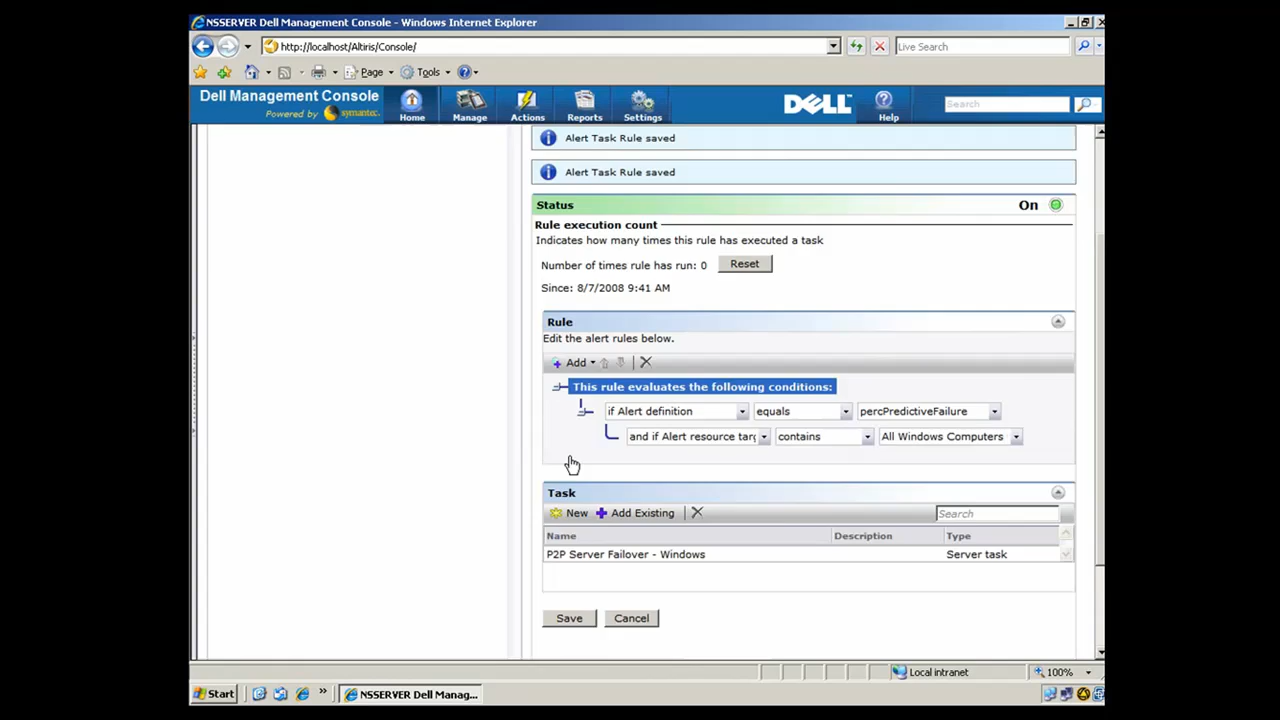 NSSERVER Dell Management Console - Windows Internet Explorer
http://localhost/Altiris/Console/
Live Search
Page
Tools
Dell Management Console
Powered by symantec.
Home
Manage
Actions
Reports
Settings
DELL
Help
Search
Alert Task Rule saved
Alert Task Rule saved
Status
On
Rule execution count
Indicates how many times this rule has executed a task
Number of times rule has run: 0
Reset
Since: 8/7/2008 9:41 AM
Rule
Edit the alert rules below.
Add
This rule evaluates the following conditions:
if Alert definition equals percPredictiveFailure
and if Alert resource targ contains All Windows Computers
Task
New
Add Existing
Search
Name Description Type
P2P Server Failover - Windows Server task
Save
Cancel
Local intranet
100%
Start
NSSERVER Dell Manag...